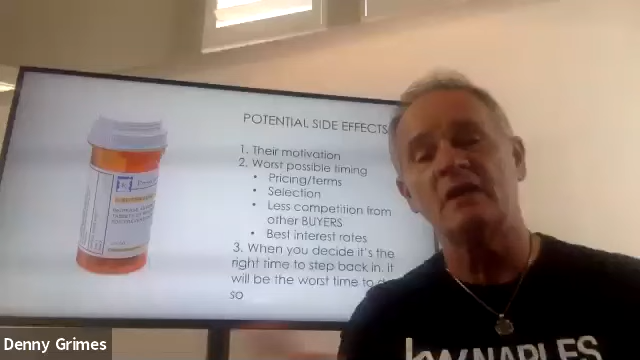 POTENTIAL SIDE EFFECTS
1. Their motivation
2. Worst possible timing
• Pricing/terms
• Selection
• Less competition from
other BUYERS
• Best interest rates
3. When you decide it's the
right time to step back in, it
will be the worst time to
so
NAPLES
Denny Grimes